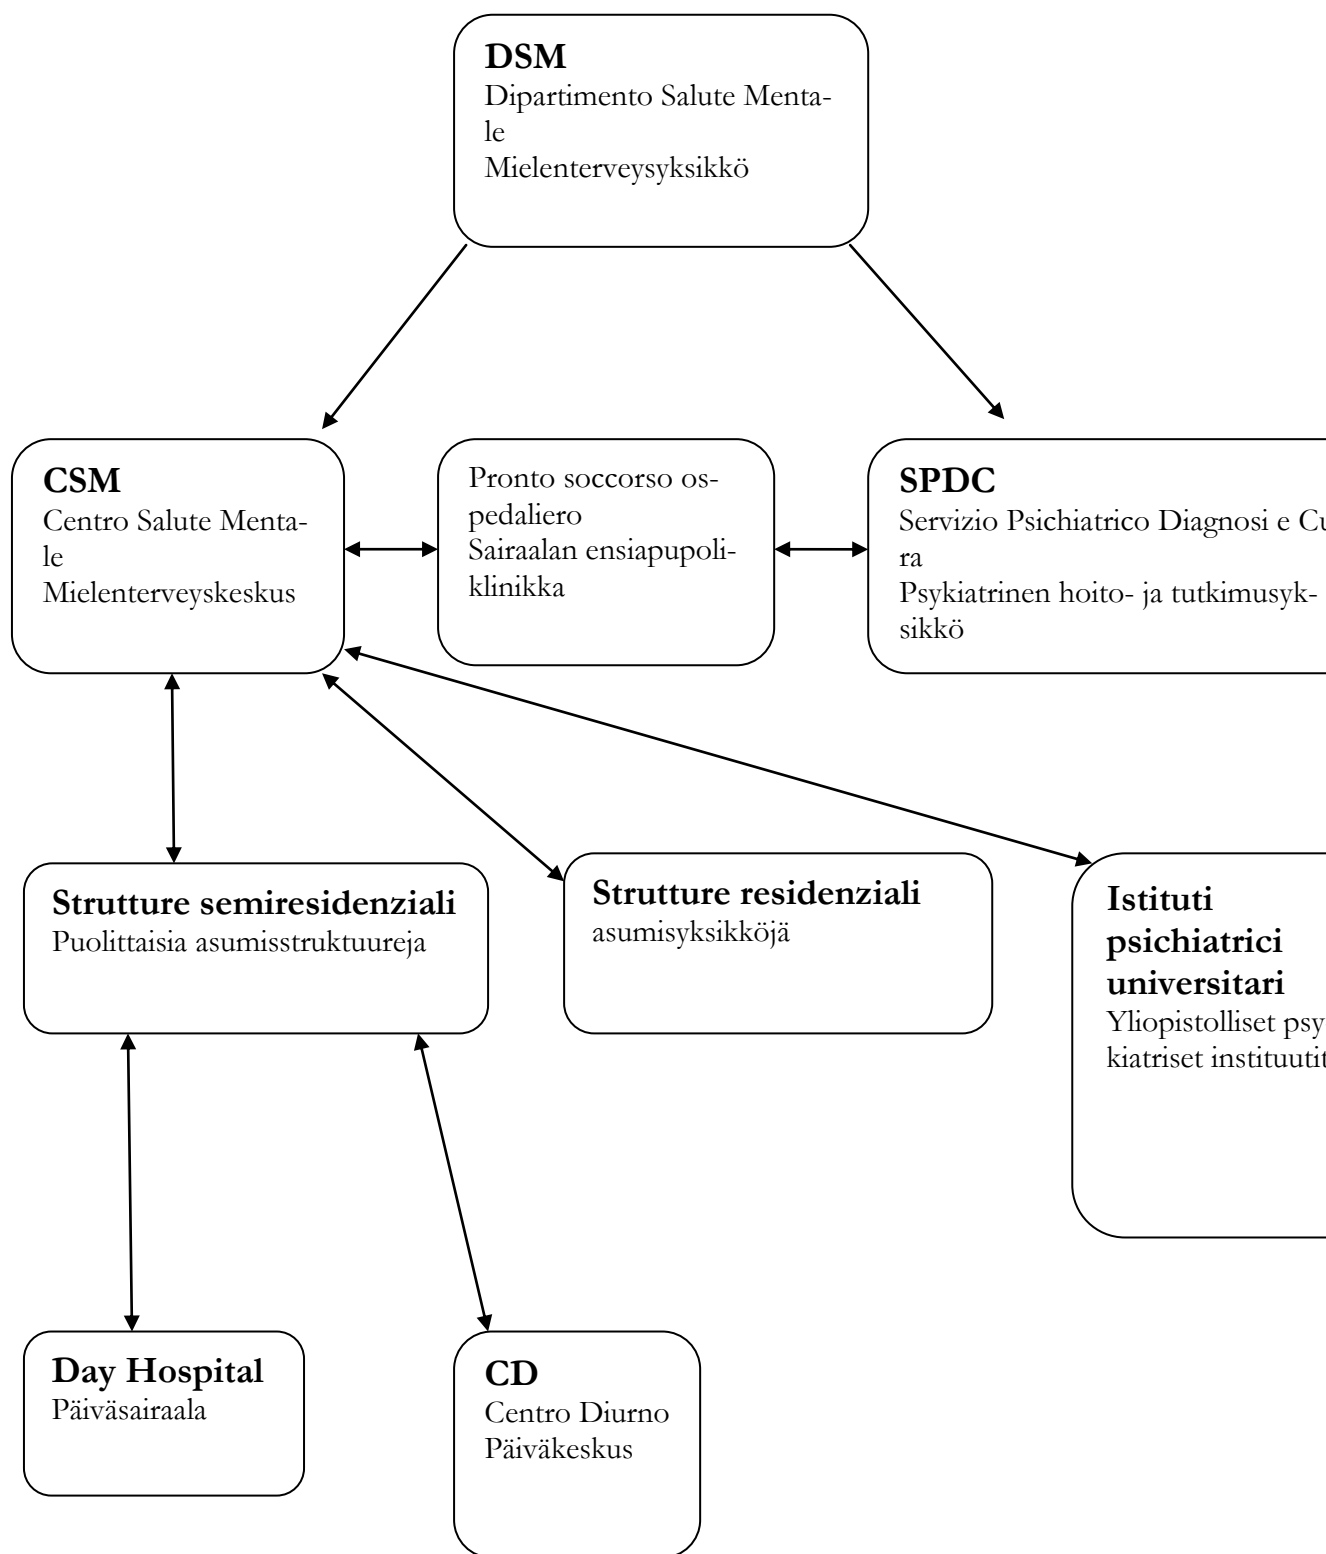 DSM
Dipartimento Salute Menta-
le
Mielenterveysyksikkö
CSM
Centro Salute Menta-
le
Mielenterveyskeskus
Pronto soccorso os-
pedaliero
Sairaalan ensiapupoli-
klinikka
SPDC
Servizio Psichiatrico Diagnosi e Cu
ra
Psykiatrinen hoito- ja tutkimusyk-
sikkö
Strutture semiresidenziali
Puolittaisia asumisstruktuureja
Strutture residenziali
asumisyksikköjä
Istituti
psichiatrici
universitari
Yliopistolliset psy
kiatriset instituutit
Day Hospital
Päiväsairaala
CD
Centro Diurno
Päiväkeskus